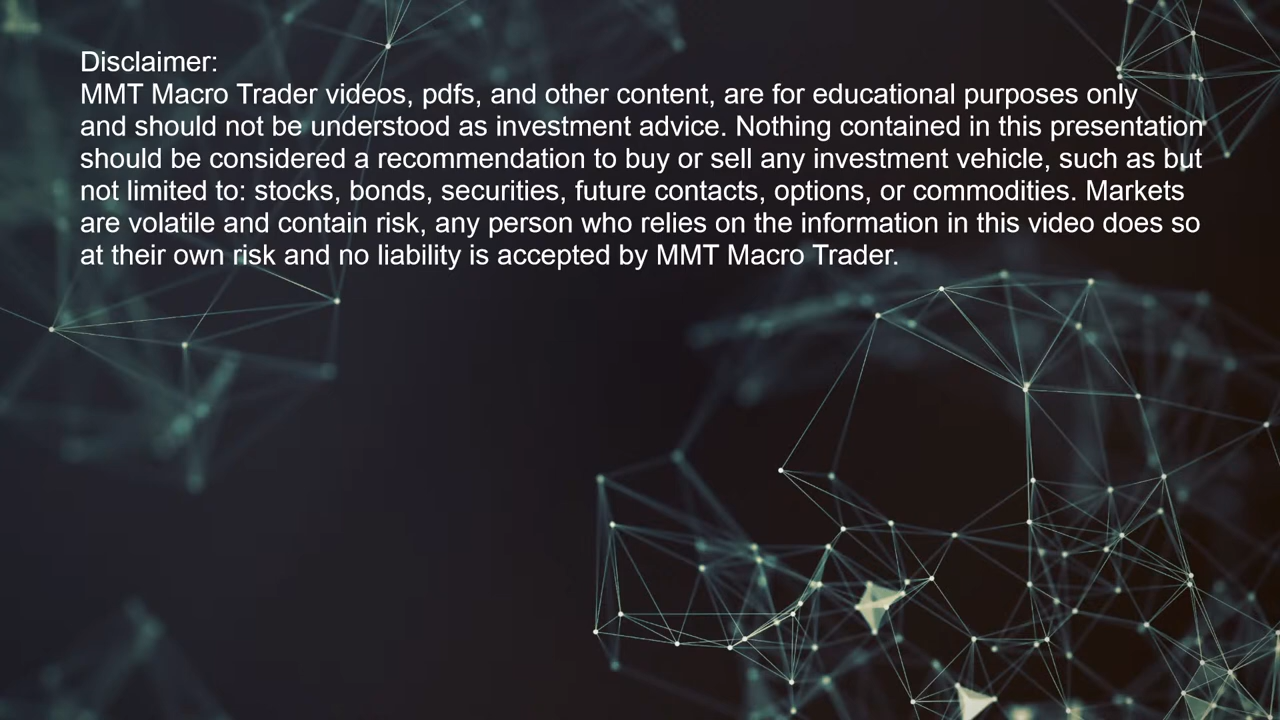 Disclaimer:
MMT Macro Trader videos, pdfs, and other content, are for educational purposes only
and should not be understood as investment advice. Nothing contained in this presentation
should be considered a recommendation to buy or sell any investment vehicle, such as but
not limited to: stocks, bonds, securities, future contacts, options, or commodities. Markets
are volatile and contain risk, any person who relies on the information in this video does so
at their own risk and no liability is accepted by MMT Macro Trader.